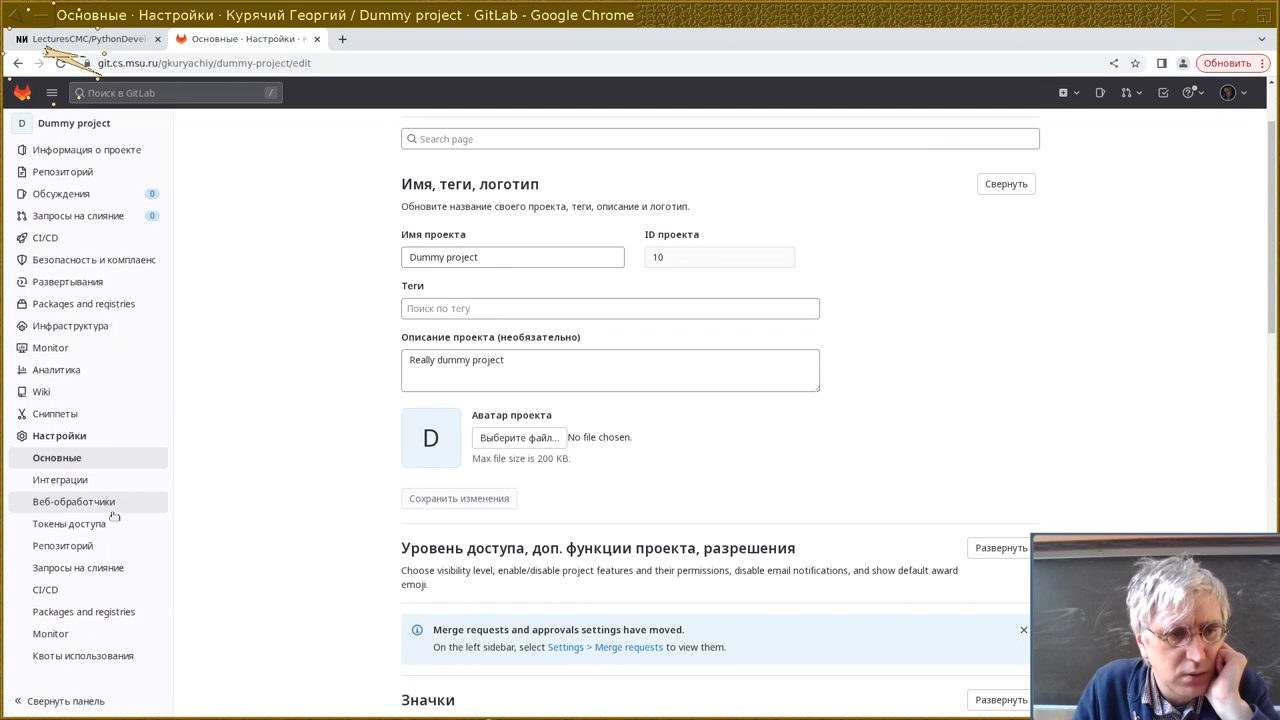 Основные · Настройки · Курячий Георгий / Dummy project · GitLab - Google Chrome
LecturesCMC/PythonDevel
Основные · Настройки · К
git.cs.msu.ru/gkuryachiy/dummy-project/edit
Обновить
Поиск в GitLab
/
D Dummy project
Информация о проекте
Репозиторий
Обсуждения 0
Запросы на слияние 0
CI/CD
Безопасность и комплаенс
Развертывания
Packages and registries
Инфраструктура
Monitor
Аналитика
Wiki
Сниппеты
Настройки
Основные
Интеграции
Веб-обработчики
Токены доступа
Репозиторий
Запросы на слияние
CI/CD
Packages and registries
Monitor
Квоты использования
Свернуть панель
Search page
Имя, теги, логотип
Свернуть
Обновите название своего проекта, теги, описание и логотип.
Имя проекта
ID проекта
Dummy project
10
Теги
Поиск по тегу
Описание проекта (необязательно)
Really dummy project
D
Аватар проекта
Выберите файл... No file chosen.
Max file size is 200 KB.
Сохранить изменения
Уровень доступа, доп. функции проекта, разрешения
Развернуть
Choose visibility level, enable/disable project features and their permissions, disable email notifications, and show default award
emoji.
Merge requests and approvals settings have moved.
On the left sidebar, select Settings > Merge requests to view them.
Значки
Развернуть